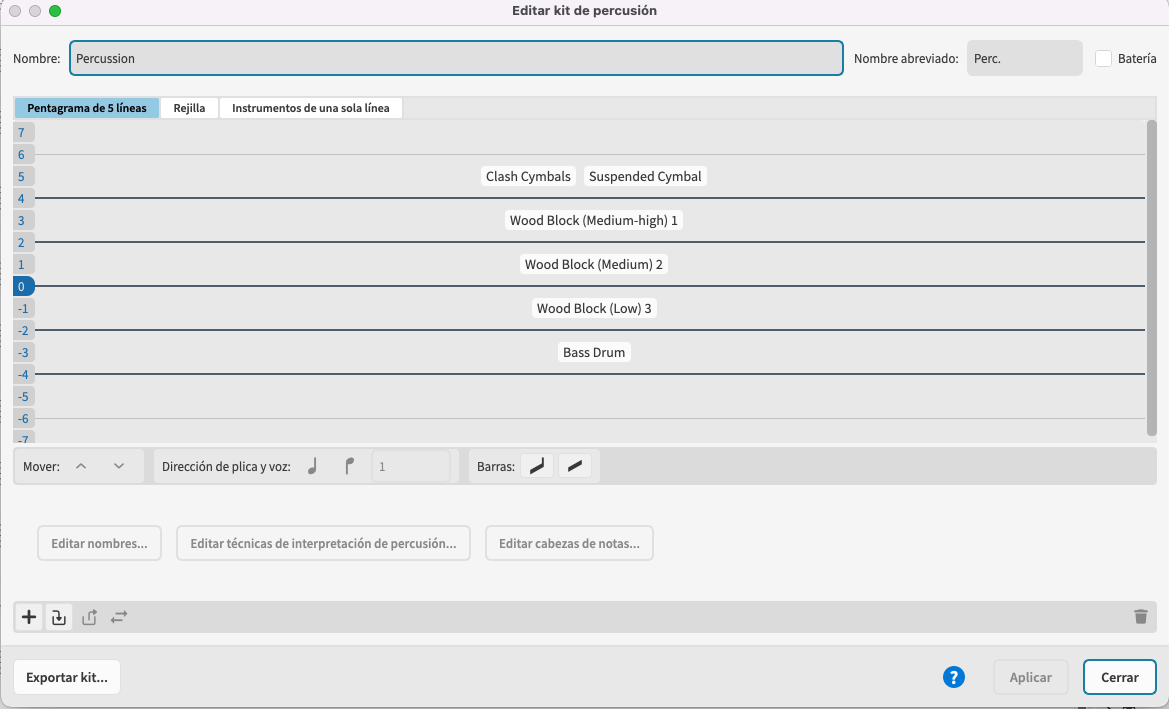 Editar kit de percusión
Nombre: Percussion Nombre abreviado: Perc. Batería
Pentagrama de 5 líneas Rejilla Instrumentos de una sola línea
7
6
5 Clash Cymbals Suspended Cymbal
4
3 Wood Block (Medium-high) 1
2
1 Wood Block (Medium) 2
0
-1 Wood Block (Low) 3
-2
-3 Bass Drum
-4
-5
-6
-7
Mover: Dirección de plica y voz: 1 Barras:
Editar nombres... Editar técnicas de interpretación de percusión... Editar cabezas de notas...
Exportar kit... ? Aplicar Cerrar